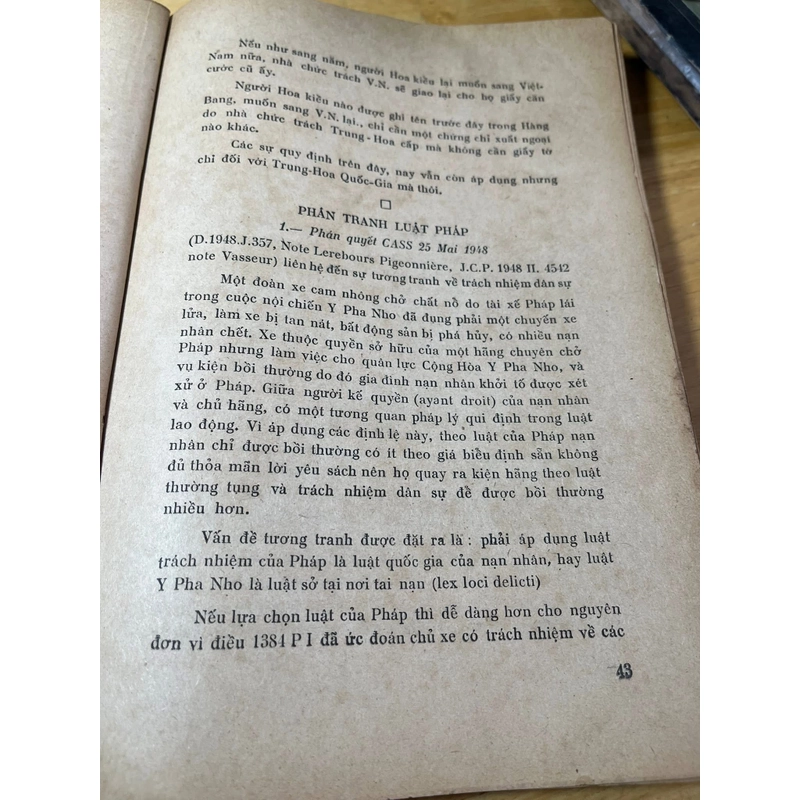 Nếu như sang năm, người Hoa kiều lại muốn sang Việt-
Nam nữa, nhà chức trách V.N. sẽ giao lại cho họ giấy căn
cước cũ ấy.
Người Hoa kiều nào được ghi tên trước đây trong Hàng
Bang, muốn sang V.N. lại, chỉ cần một chứng chỉ xuất ngoại
do nhà chức trách Trung-Hoa cấp mà không cần giấy tờ
nào khác.
Các sự quy định trên đây, nay vẫn còn áp dụng nhưng
chỉ đối với Trung-Hoa Quốc-Gia mà thôi.
PHÂN TRANH LUẬT PHÁP
1.— Phán quyết CASS 25 Mai 1948
(D.1948.J.357, Note Lerebours Pigeonnière, J.C.P. 1948 II. 4542
note Vasseur) liên hệ đến sự tương tranh về trách nhiệm dân sự
Một đoàn xe cam nhông chở chất nổ do tài xế Pháp lái
trong cuộc nội chiến Y Pha Nho đã đụng phải một chuyến xe
lửa, làm xe bị tan nát, bất động sản bị phá hủy, có nhiều nạn
nhân chết. Xe thuộc quyền sở hữu của một hãng chuyên chở
Pháp nhưng làm việc cho quân lực Cộng Hòa Y Pha Nho, và
vụ kiện bồi thường do đó gia đình nạn nhân khởi tố được xét
xử ở Pháp. Giữa người kế quyền (ayant droit) của nạn nhân
và chủ hãng, có một tương quan pháp lý qui định trong luật
lao động. Vì áp dụng các định lệ này, theo luật của Pháp nạn
nhân chỉ được bồi thường có ít theo giá biểu định sẵn không
đủ thỏa mãn lời yêu sách nên họ quay ra kiện hãng theo luật
thường tụng và trách nhiệm dân sự để được bồi thường
nhiều hơn.
Vấn đề tương tranh được đặt ra là : phải áp dụng luật
trách nhiệm của Pháp là luật quốc gia của nạn nhân, hay luật
Y Pha Nho là luật sở tại nơi tai nạn (lex loci delicti)
Nếu lựa chọn luật của Pháp thì dễ dàng hơn cho nguyên
đơn vì điều 1384 P I đã ức đoán chủ xe có trách nhiệm về các
43